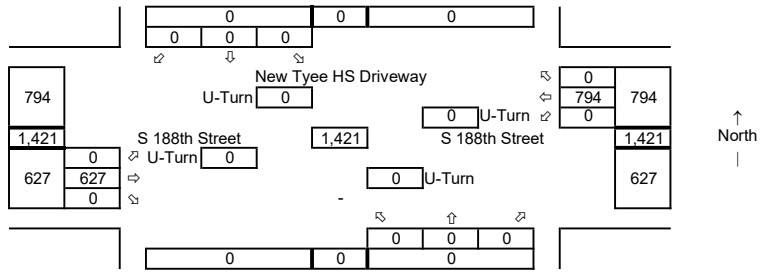 0 0 0
0 0 0
New Tyee HS Driveway
0
794 U-Turn 0 794 794
0 U-Turn 0
1,421 S 188th Street 1,421 S 188th Street 1,421
0 U-Turn 0
627 627 0 U-Turn 627
0 -
0 0 0
0 0 0
North